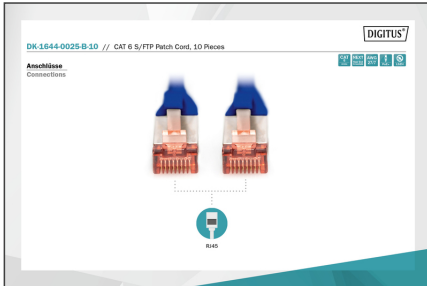 DIGITUS®
DK-1644-0025-B-10 // CAT 6 S/FTP Patch Cord, 10 Pieces
Anschlüsse
Connections
RJ45